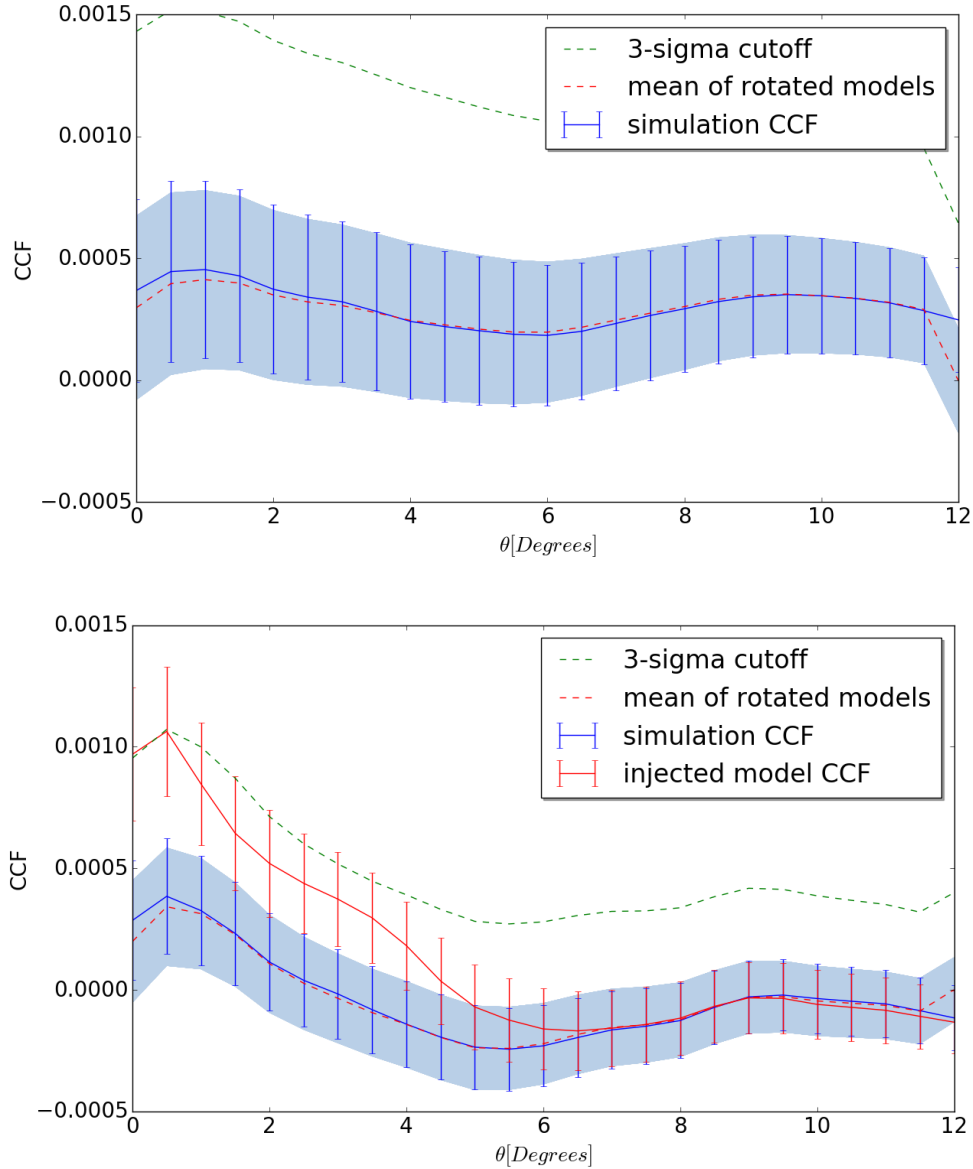 0.0015
0.0010
0.0005
0.0000
−0.0005
CCF
3-sigma cutoff
mean of rotated models
simulation CCF
0 2 4 6 8 10 12
θ[Degrees]
0.0015
0.0010
0.0005
0.0000
−0.0005
CCF
3-sigma cutoff
mean of rotated models
simulation CCF
injected model CCF
0 2 4 6 8 10 12
θ[Degrees]